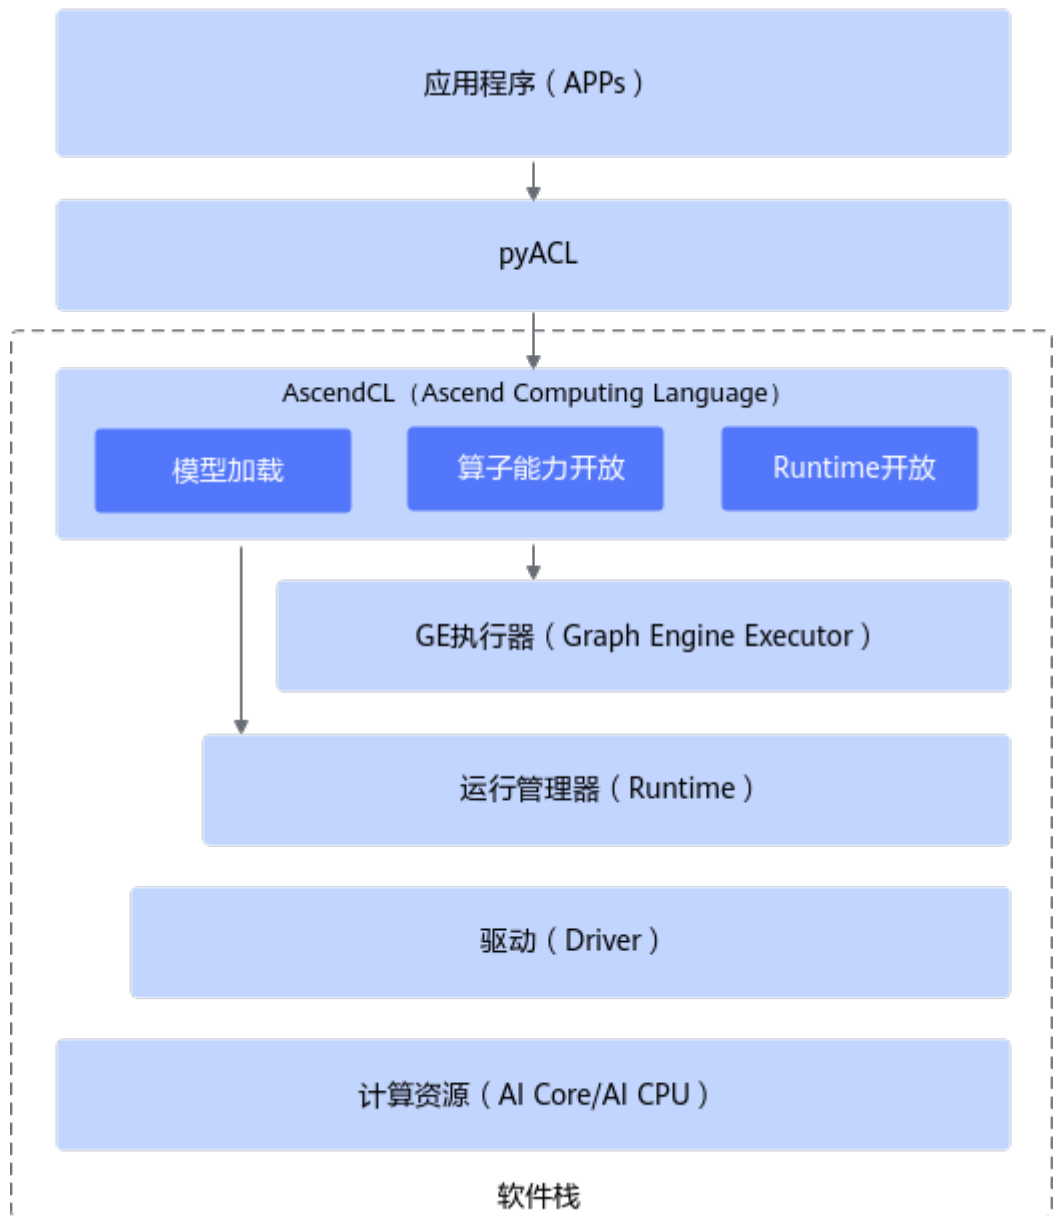 应用程序（APPs）
pyACL
AscendCL（Ascend Computing Language）
模型加载
算子能力开放
Runtime开放
GE执行器（Graph Engine Executor）
运行管理器（Runtime）
驱动（Driver）
计算资源（AI Core/AI CPU）
软件栈